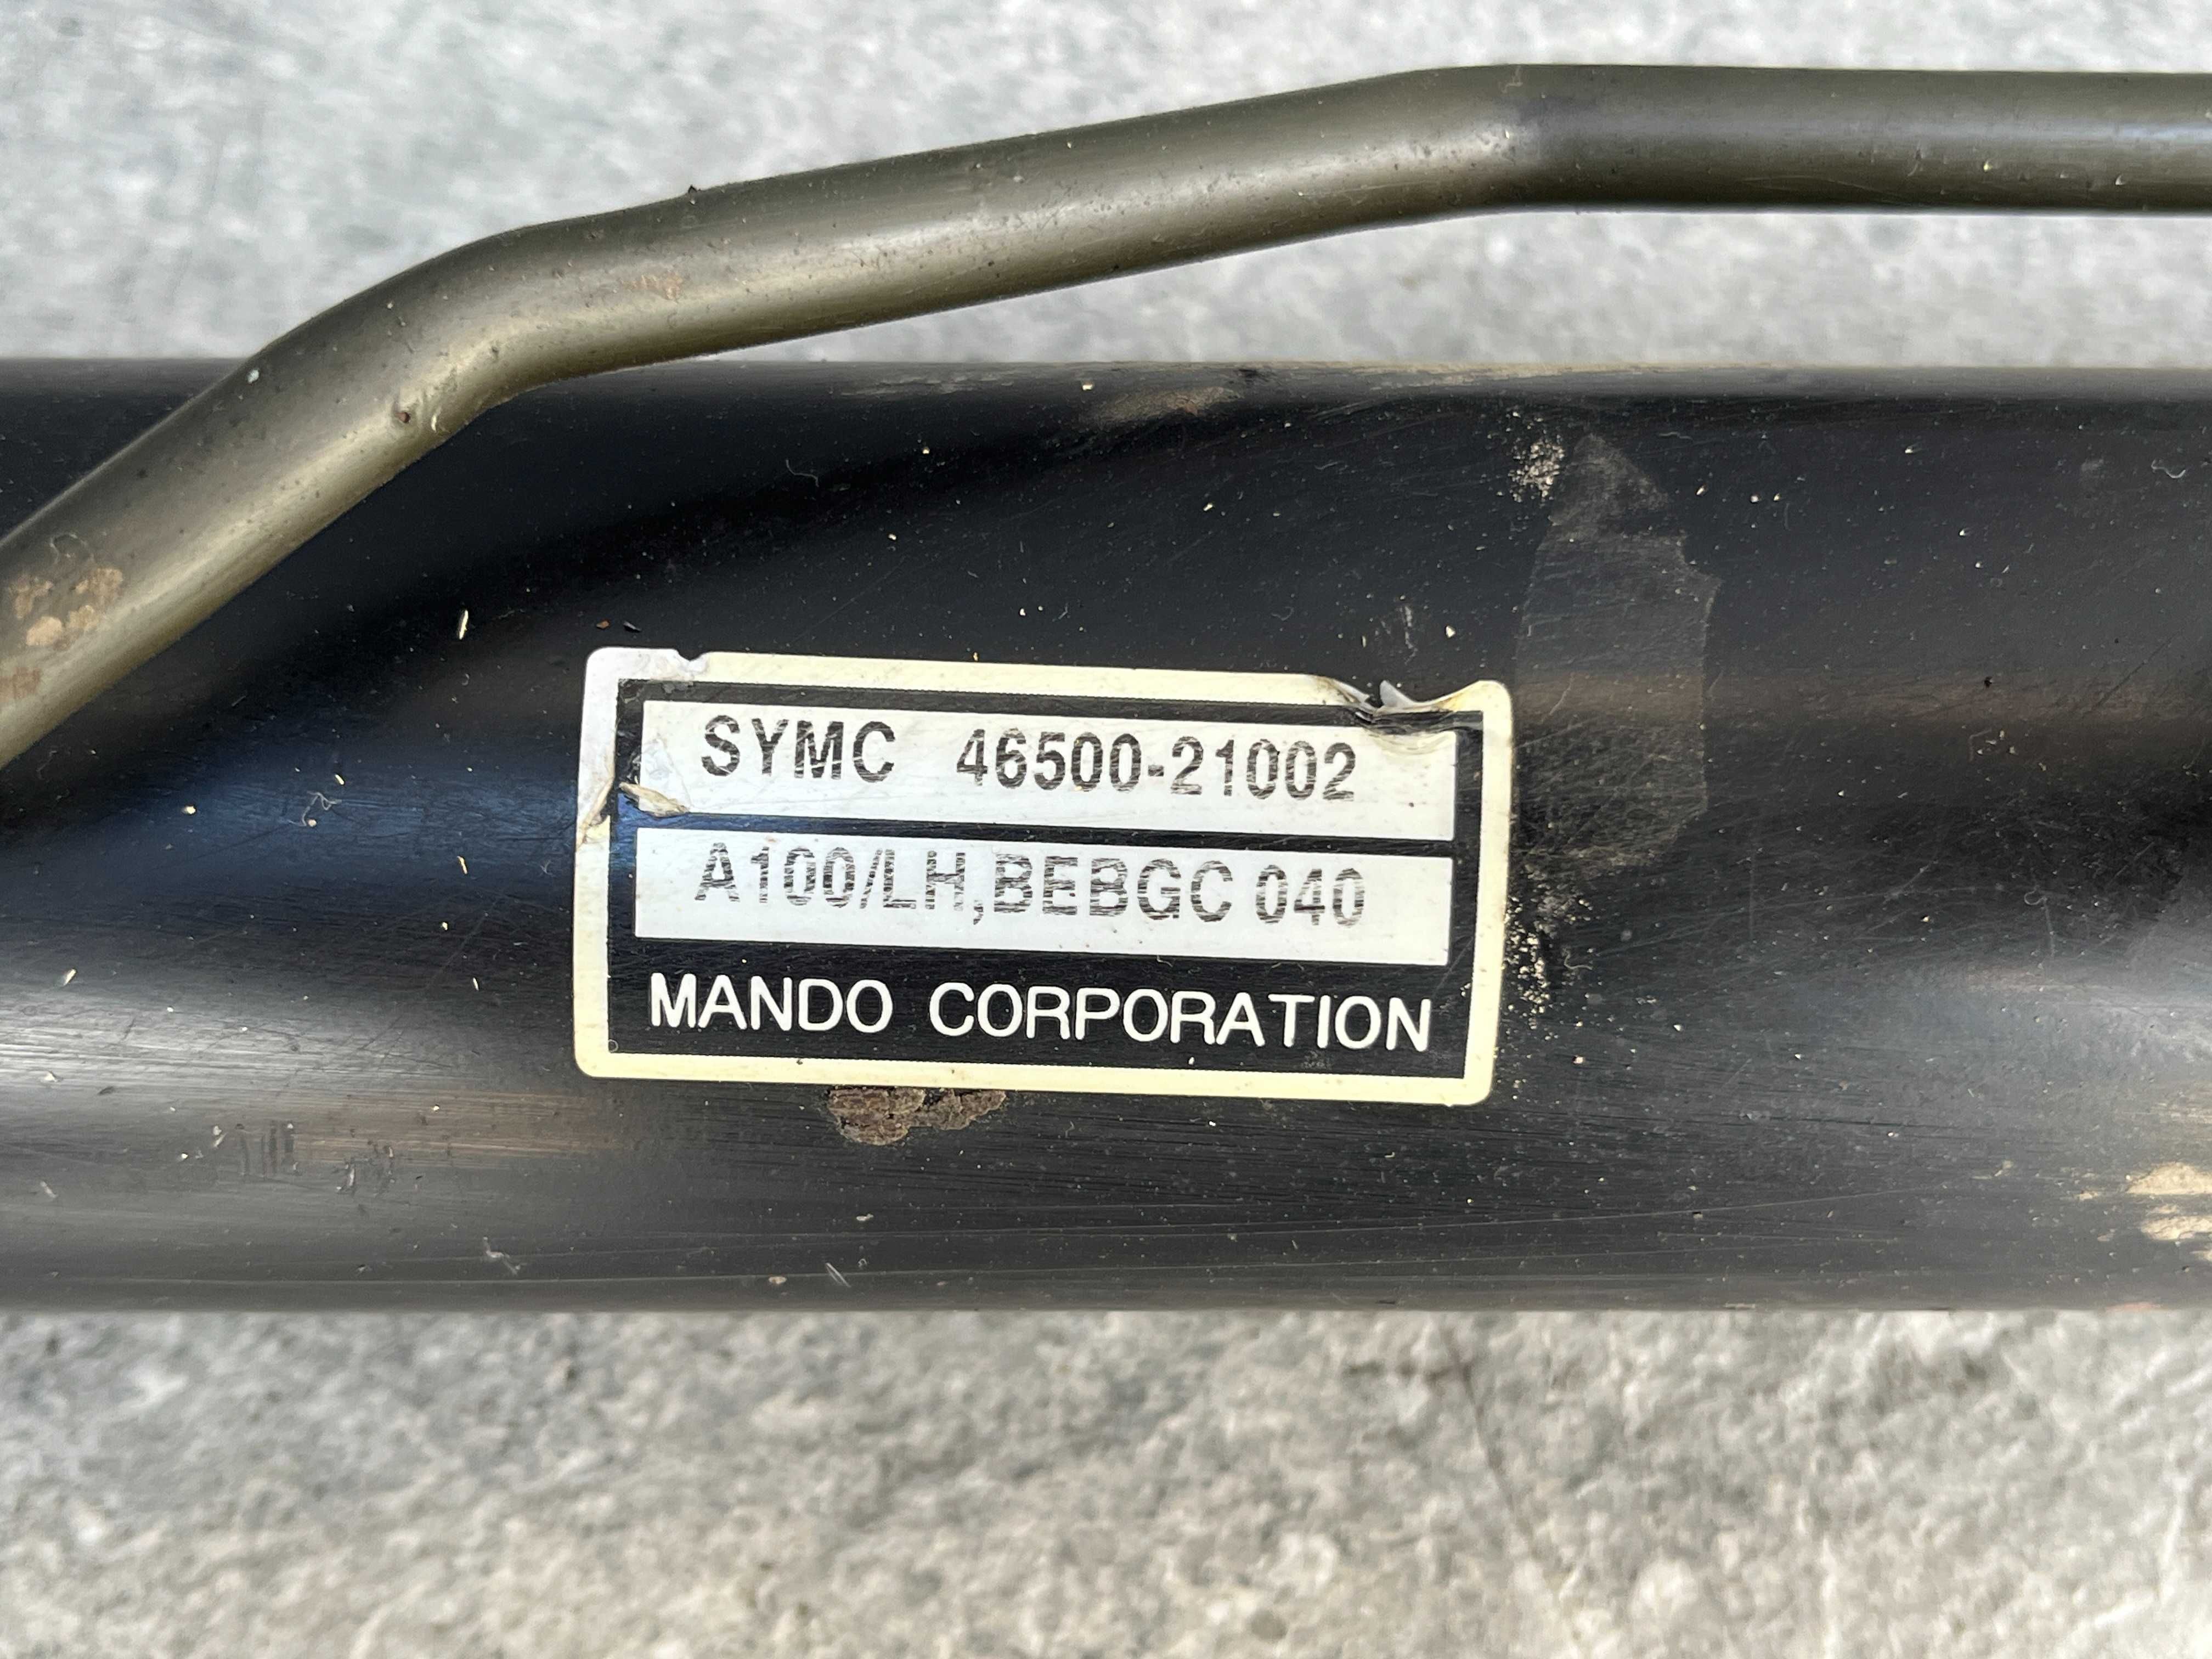 SYMC 46500-21002
A100/LH,BEBGC 040
MANDO CORPORATION